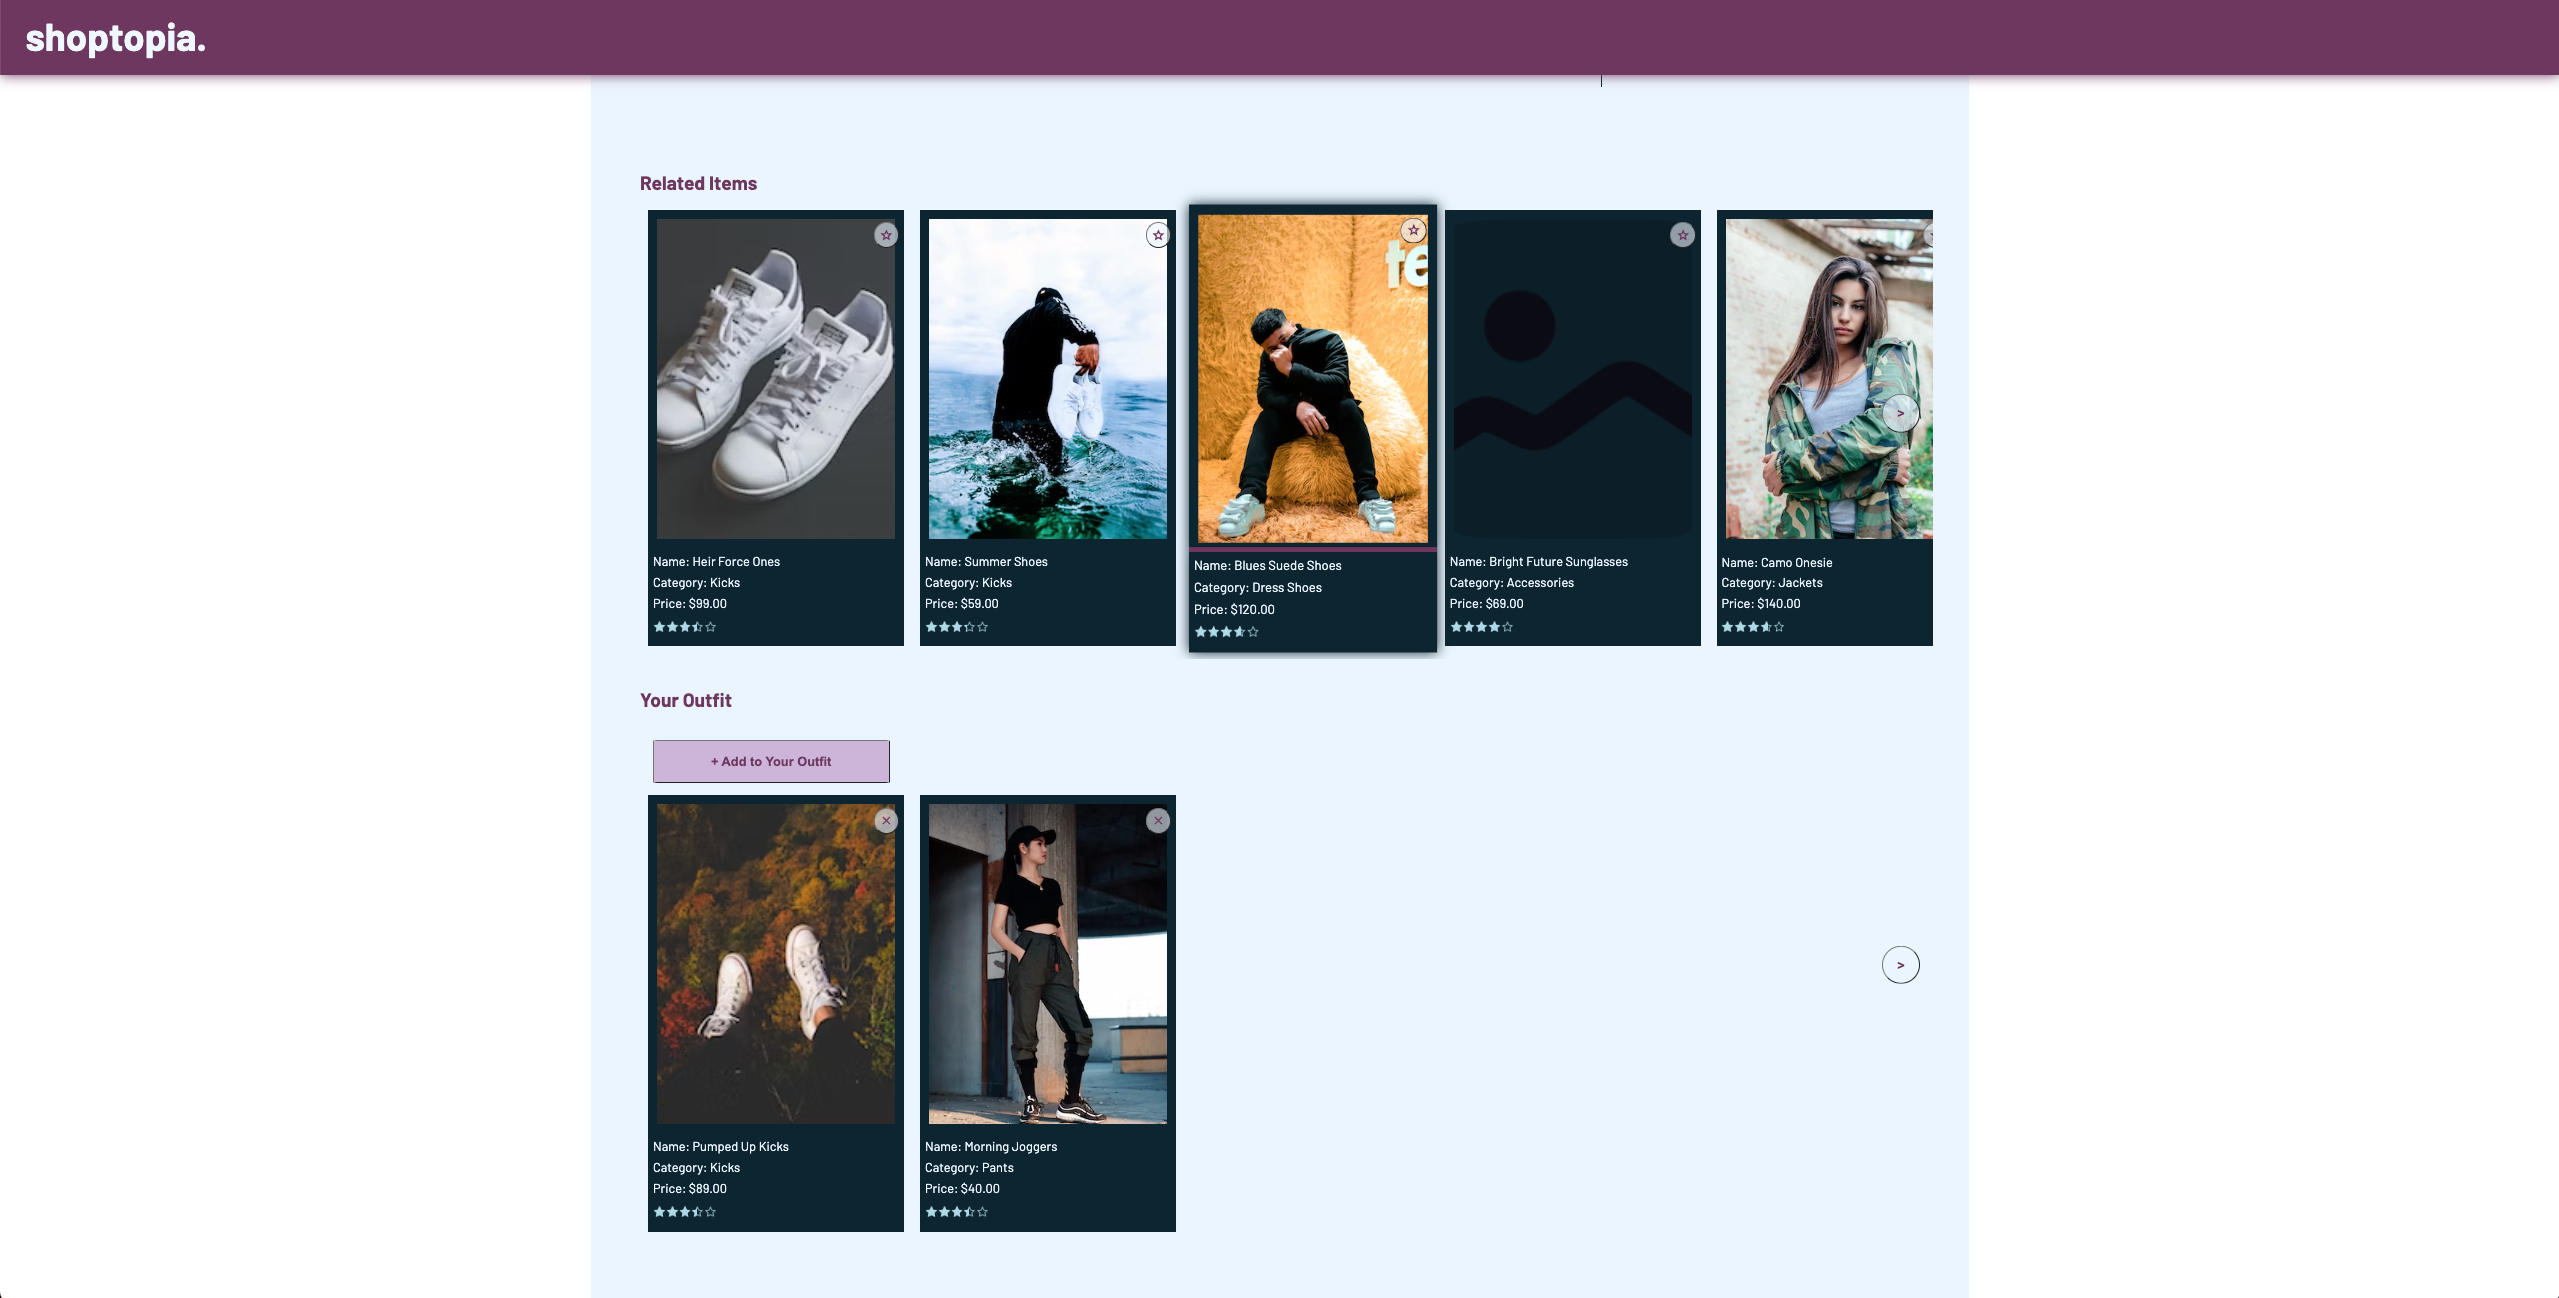 shoptopia.
Related Items
te
Name: Heir Force Ones
Category: Kicks
Price: $99.00
Name: Summer Shoes
Category: Kicks
Price: $59.00
Name: Blues Suede Shoes
Category: Dress Shoes
Price: $120.00
Name: Bright Future Sunglasses
Category: Accessories
Price: $69.00
Name: Camo Onesie
Category: Jackets
Price: $140.00
>
Your Outfit
+ Add to Your Outfit
Name: Pumped Up Kicks
Category: Kicks
Price: $89.00
Name: Morning Joggers
Category: Pants
Price: $40.00
>